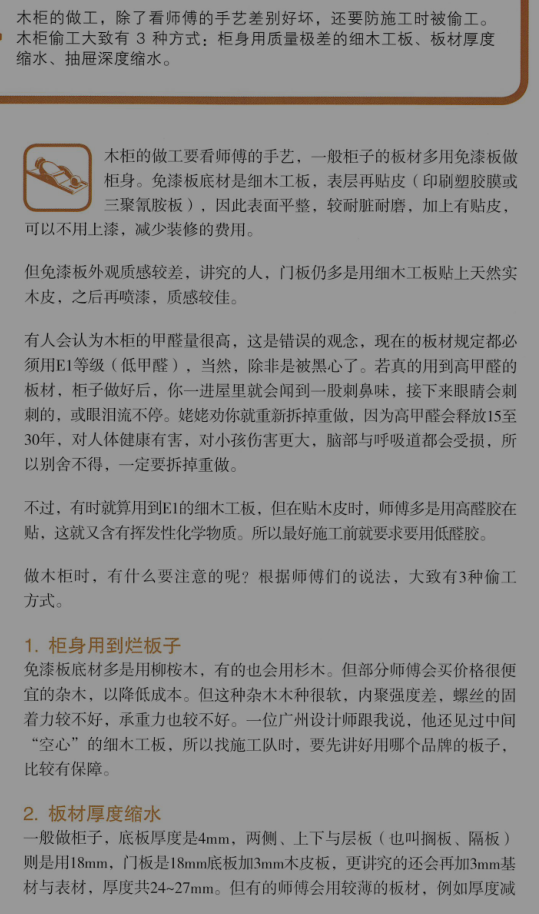 木柜的做工，除了看师傅的手艺差别好坏，还要防施工时被偷工。
木柜偷工大致有 3 种方式：柜身用质量极差的细木工板、板材厚度
缩水、抽屉深度缩水。
木柜的做工要看师傅的手艺，一般柜子的板材多用免漆板做
柜身。免漆板底材是细木工板，表层再贴皮（印刷塑胶膜或
三聚氰胺板），因此表面平整，较耐脏耐磨，加上有贴皮，
可以不用上漆，减少装修的费用。
但免漆板外观质感较差，讲究的人，门板仍多是用细木工板贴上天然实
木皮，之后再喷漆，质感较佳。
有人会认为木柜的甲醛量很高，这是错误的观念，现在的板材规定都必
须用E1等级（低甲醛），当然，除非是被黑心了。若真的用到高甲醛的
板材，柜子做好后，你一进屋里就会闻到一股刺鼻味，接下来眼睛会刺
刺的，或眼泪流不停。姥姥劝你就重新拆掉重做，因为高甲醛会释放15至
30年，对人体健康有害，对小孩伤害更大，脑部与呼吸道都会受损，所
以别舍不得，一定要拆掉重做。
不过，有时就算用到E1的细木工板，但在贴木皮时，师傅多是用高醛胶在
贴，这就又含有挥发性化学物质。所以最好施工前就要求要用低醛胶。
做木柜时，有什么要注意的呢？根据师傅们的说法，大致有3种偷工
方式。
1. 柜身用到烂板子
免漆板底材多是用柳桉木，有的也会用杉木。但部分师傅会买价格很便
宜的杂木，以降低成本。但这种杂木木种很软，内聚强度差，螺丝的固
着力较不好，承重力也较不好。一位广州设计师跟我说，他还见过中间
“空心”的细木工板，所以找施工队时，要先讲好用哪个品牌的板子，
比较有保障。
2. 板材厚度缩水
一般做柜子，底板厚度是4mm，两侧、上下与层板（也叫搁板、隔板）
则是用18mm，门板是18mm底板加3mm木皮板，更讲究的还会再加3mm基
材与表材，厚度共24~27mm。但有的师傅会用较薄的板材，例如厚度减